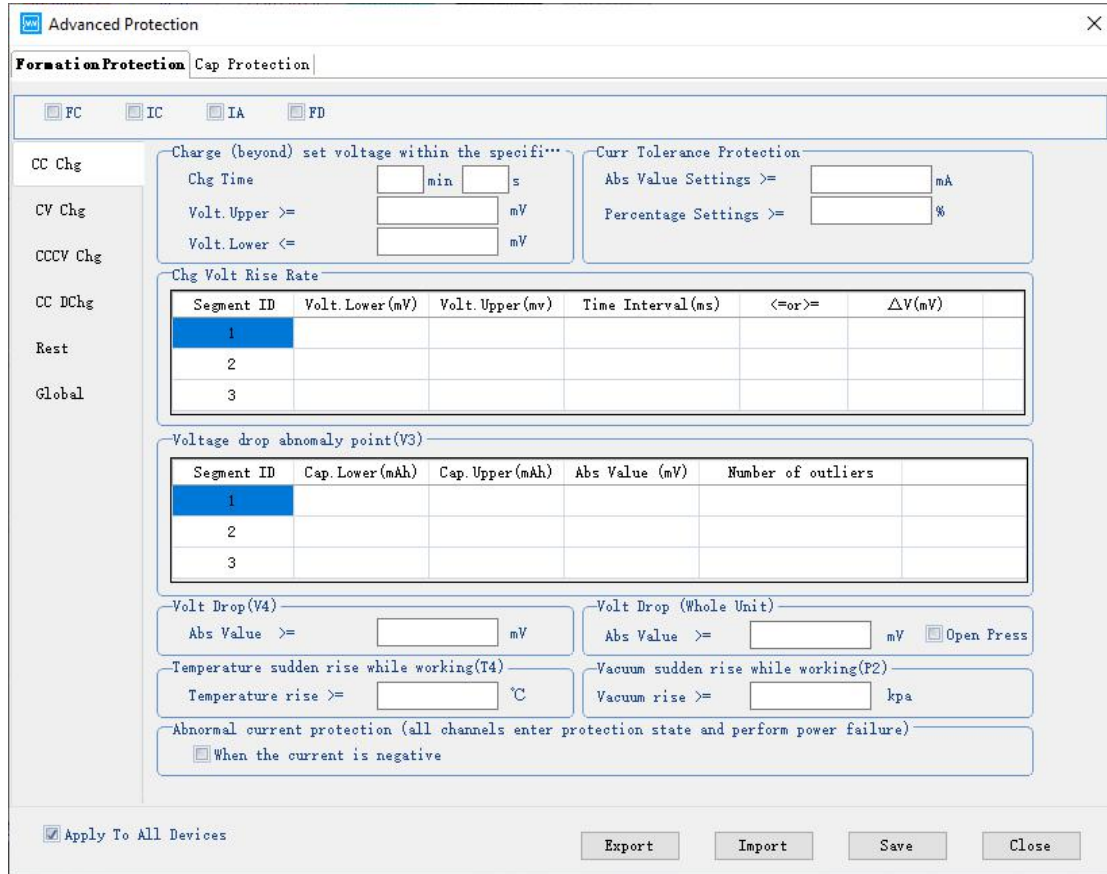 Advanced Protection
FormationProtection Cap Protection
FC IC IA FD
CC Chg
CV Chg
CCCV Chg
CC DChg
Rest
Global
Charge (beyond) set voltage within the specifi···
Chg Time min s
Volt.Upper >= mV
Volt.Lower <= mV
Curr Tolerance Protection
Abs Value Settings >= mA
Percentage Settings >= %
Chg Volt Rise Rate
Segment ID Volt.Lower(mV) Volt.Upper(mv) Time Interval(ms) <=or>= △V(mV)
1
2
3
Voltage drop abnomaly point(V3)
Segment ID Cap.Lower(mAh) Cap.Upper(mAh) Abs Value (mV) Number of outliers
1
2
3
Volt Drop(V4)
Abs Value >= mV
Volt Drop (Whole Unit)
Abs Value >= mV Open Press
Temperature sudden rise while working(T4)
Temperature rise >= ℃
Vacuum sudden rise while working(P2)
Vacuum rise >= kpa
Abnormal current protection (all channels enter protection state and perform power failure)
When the current is negative
Apply To All Devices
Export Import Save Close